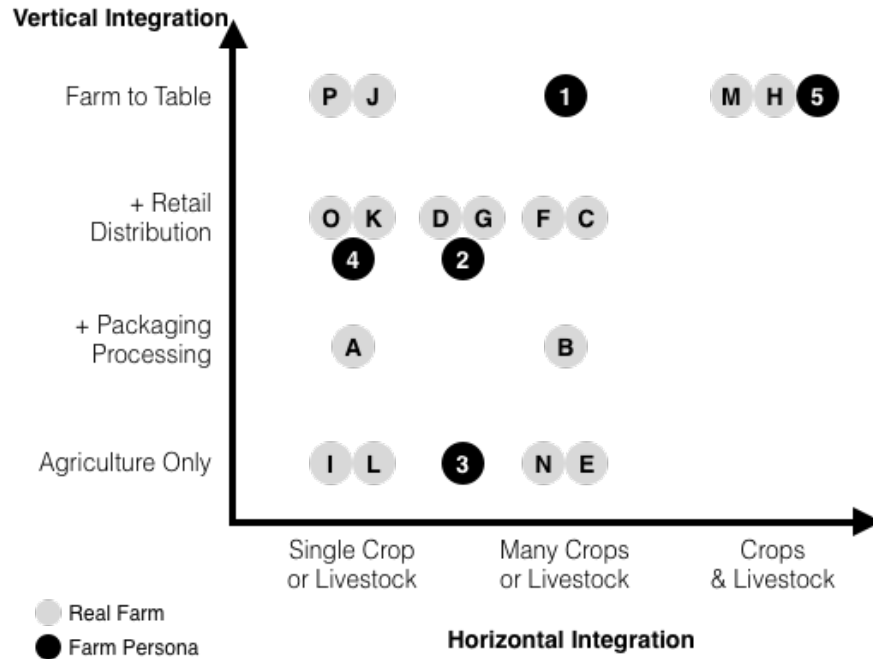 Vertical Integration
Farm to Table
P J 1 M H 5
+ Retail
Distribution
O K D G F C
4 2
+ Packaging
Processing
A B
Agriculture Only
I L 3 N E
Single Crop
or Livestock
Many Crops
or Livestock
Crops
& Livestock
Real Farm
Farm Persona
Horizontal Integration